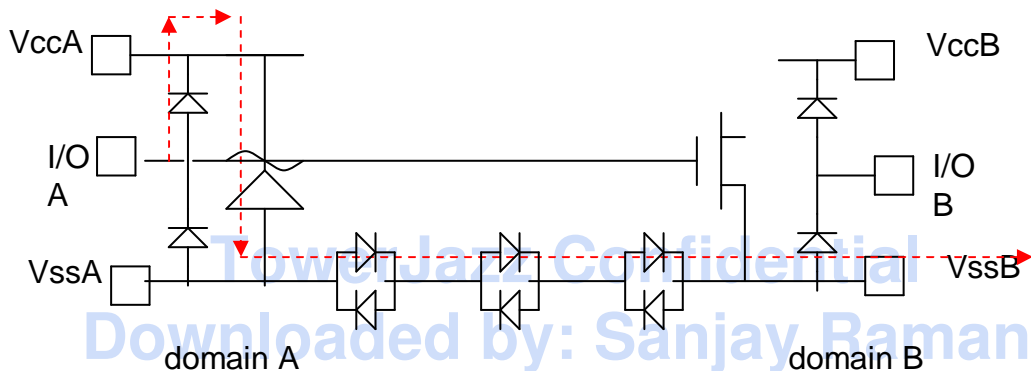 VccA
VccB
I/O
A
I/O
B
TowerJazz Confidential
VssA
VssB
Downloaded by: Sanjay Raman
domain A
domain B